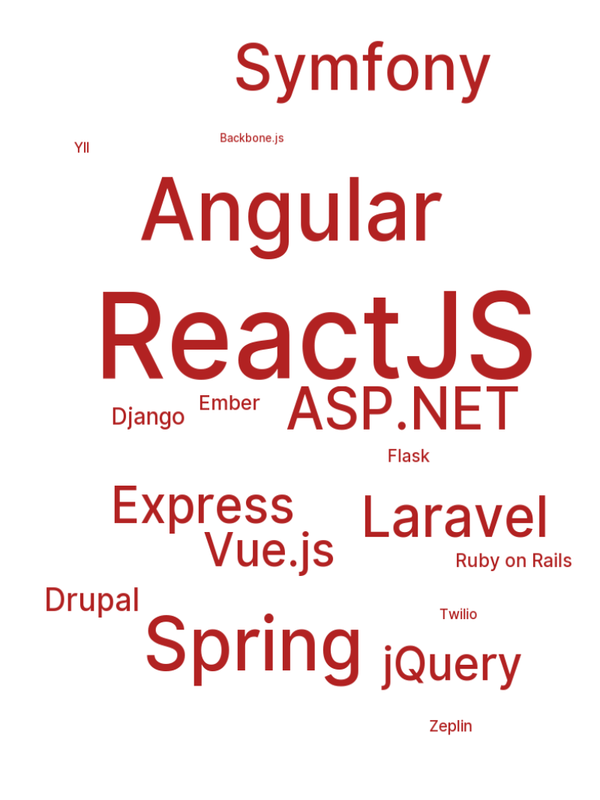 Symfony
Backbone.js
YII
Angular
ReactJS
ASP.NET
Ember
Django
Flask
Express
Laravel
Vue.js
Ruby on Rails
Drupal
Twilio
Spring
jQuery
Zeplin